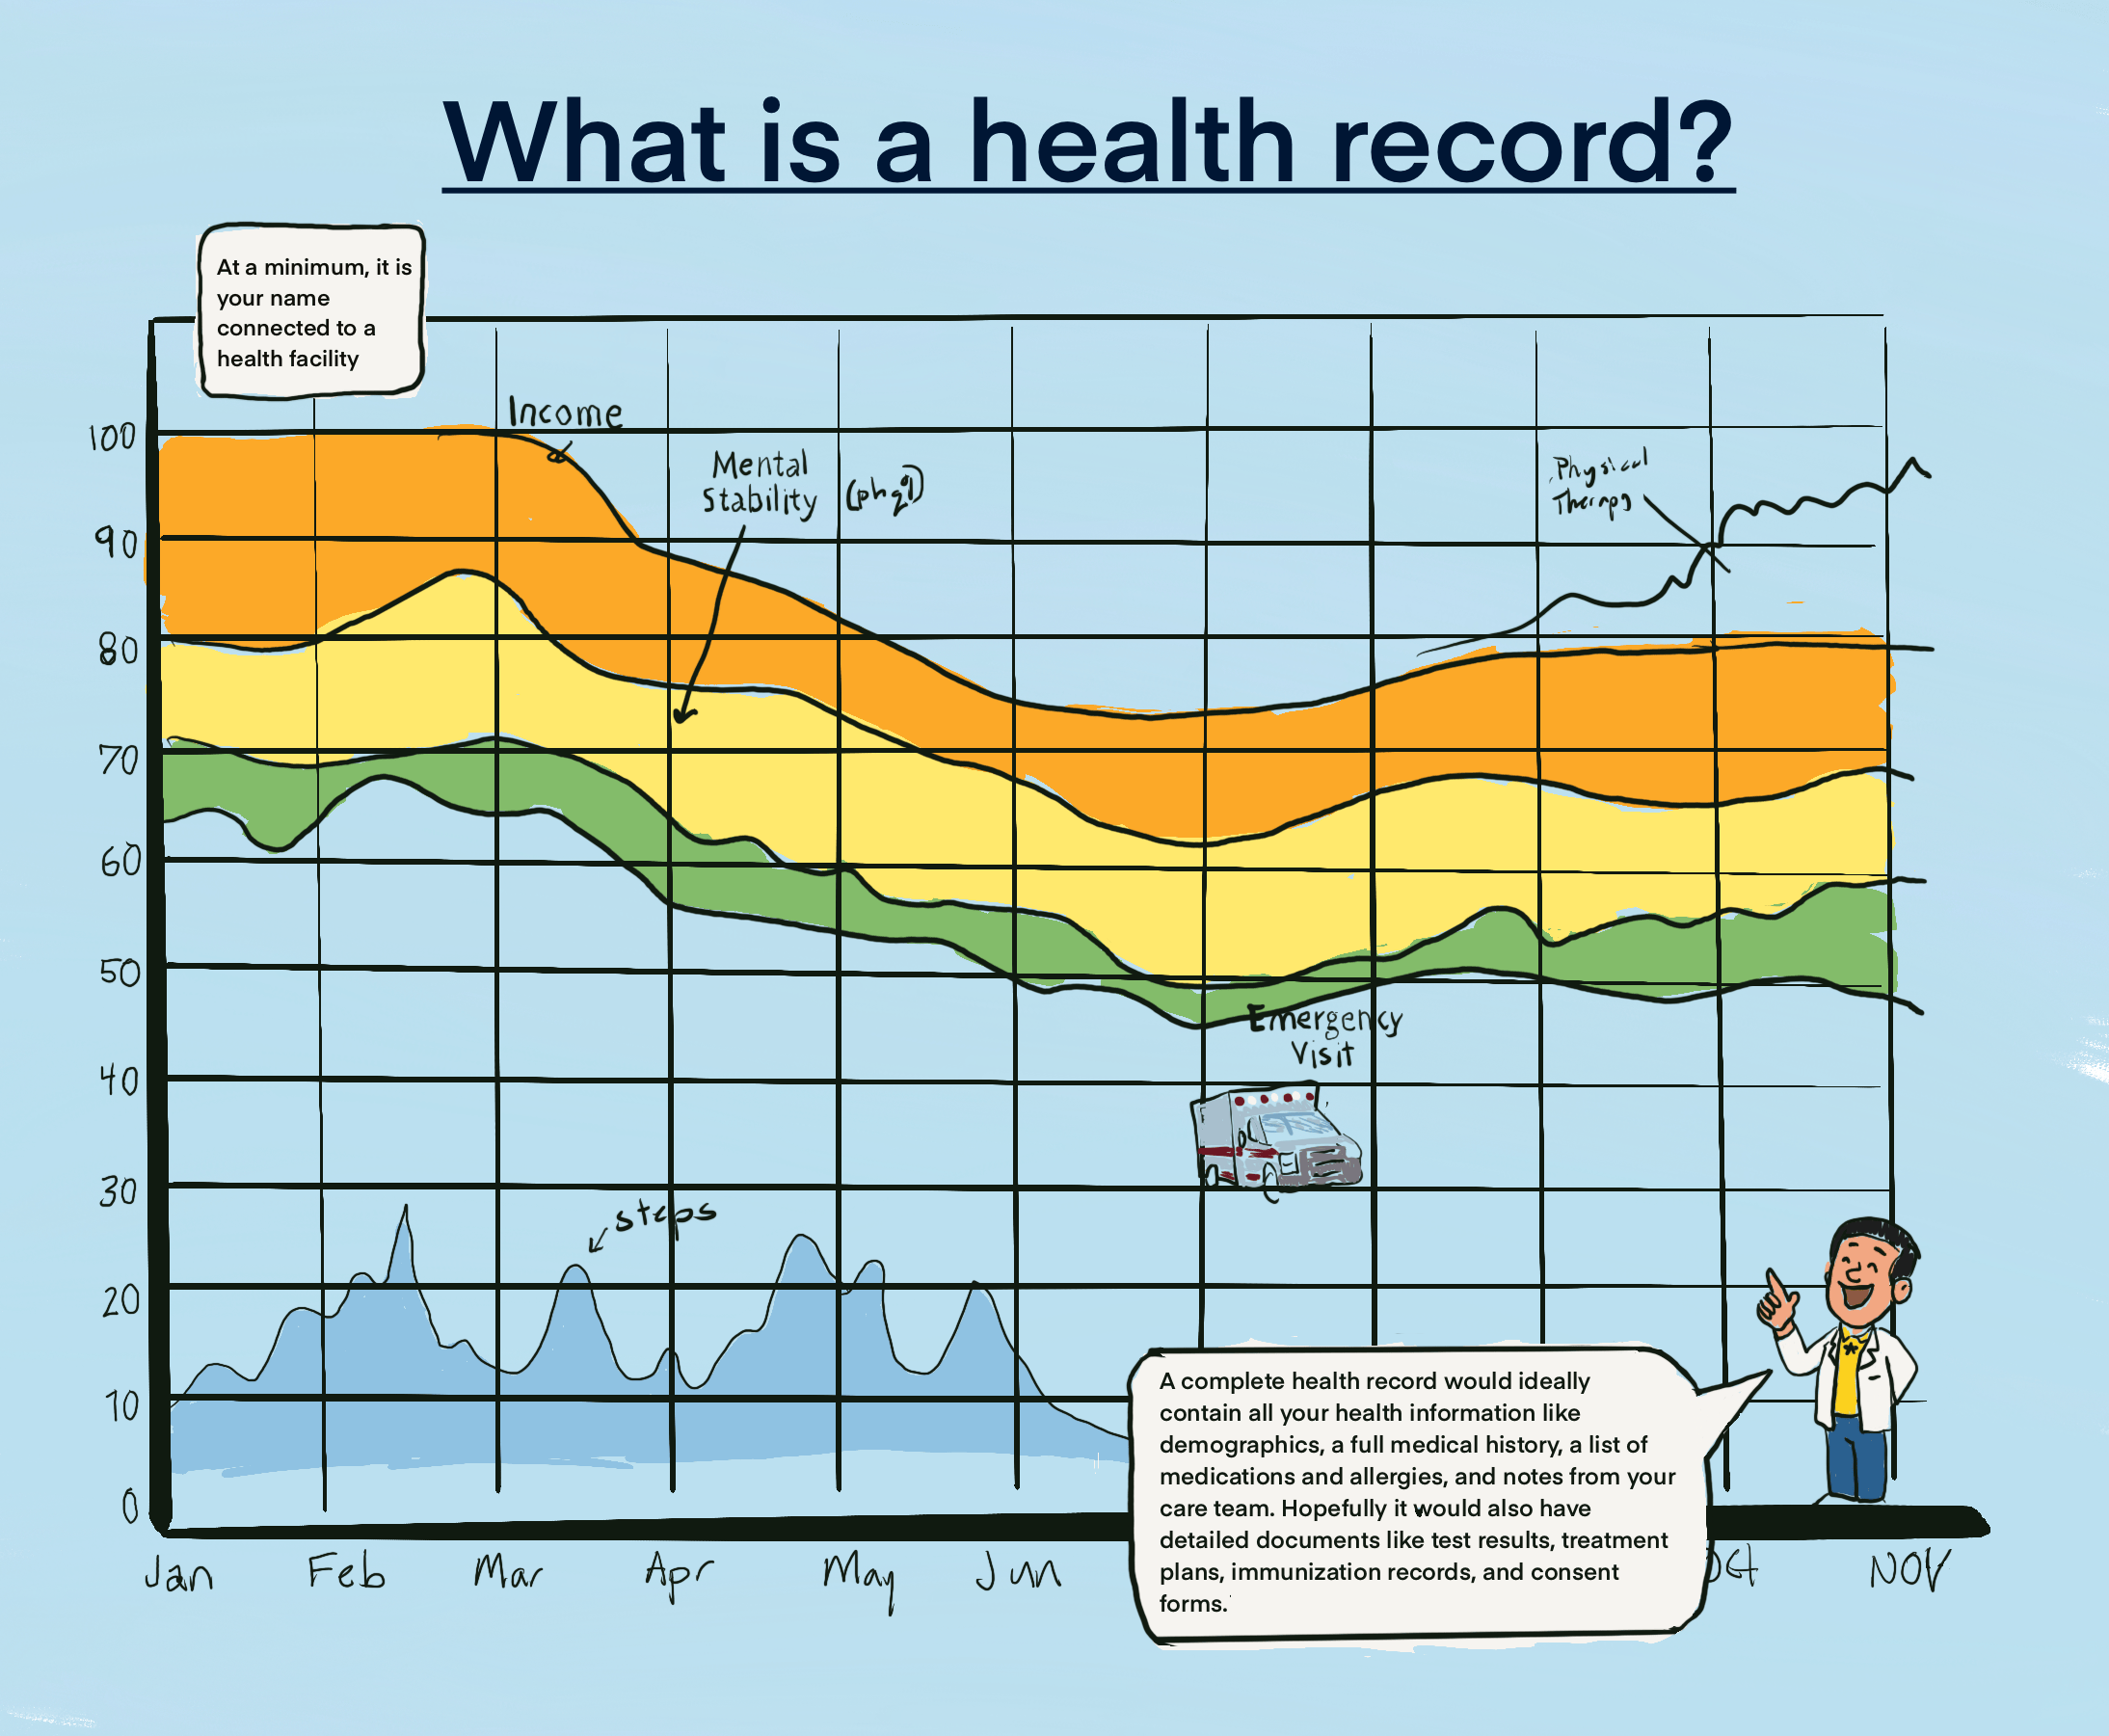 What is a health record?
At a minimum, it is
your name
connected to a
health facility
Income
Mental
Stability (phq9)
Physical
Therapy
100
90
80
70
60
50
40
30
20
10
0
Emergency
Visit
steps
A complete health record would ideally
contain all your health information like
demographics, a full medical history, a list of
medications and allergies, and notes from your
care team. Hopefully it would also have
detailed documents like test results, treatment
plans, immunization records, and consent
forms.
Jan Feb Mar Apr May Jun Oct NOV